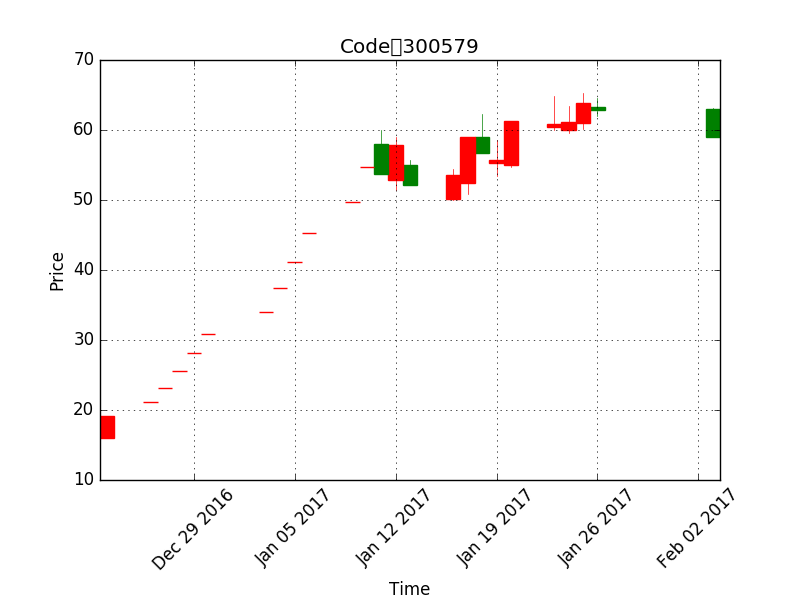 Code▯300579
70
60
50
40
30
20
10
Price
Dec 29 2016
Jan 05 2017
Jan 12 2017
Jan 19 2017
Jan 26 2017
Feb 02 2017
Time